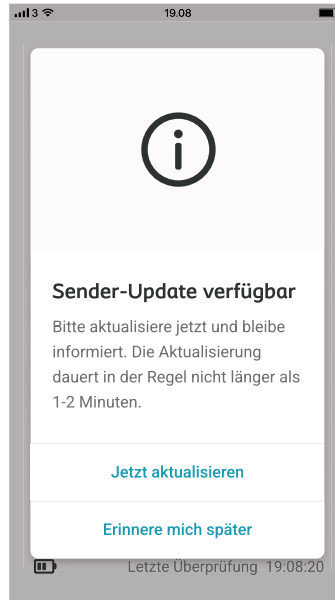 3 19.08
Sender-Update verfügbar
Bitte aktualisiere jetzt und bleibe
informiert. Die Aktualisierung
dauert in der Regel nicht länger als
1-2 Minuten.
Jetzt aktualisieren
Erinnere mich später
Letzte Überprüfung 19:08:20